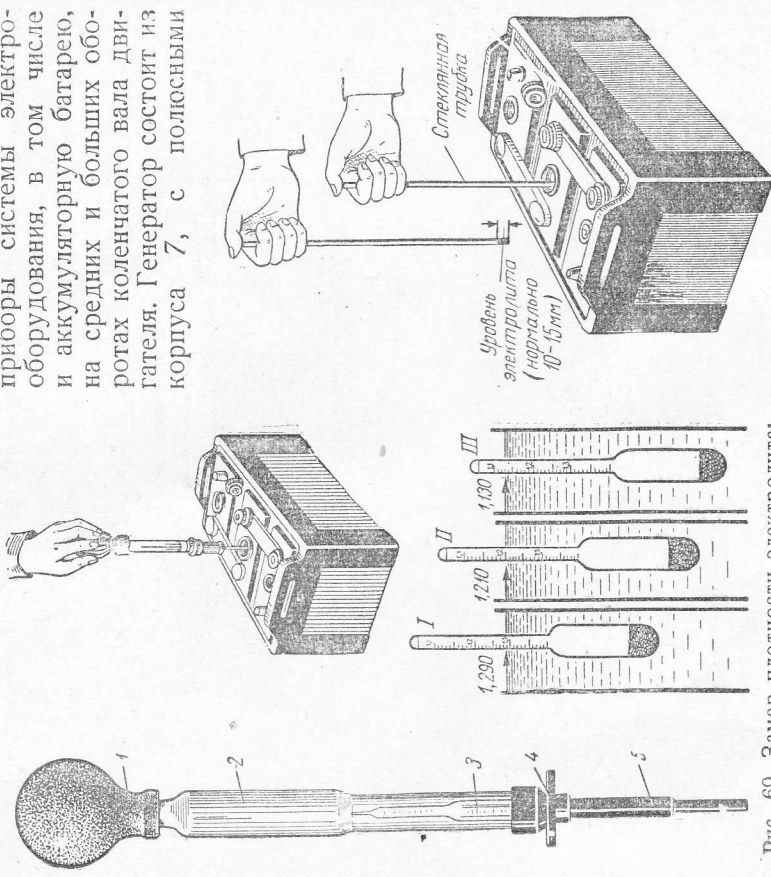 приборы системы электро-
оборудования, в том числе
и аккумуляторную батарею,
на средних и больших обо-
ротах коленчатого вала дви-
гателя. Генератор состоит из
корпуса 7, с полюсными
Стеклянная
трубка
Уровень
электролита
(нормально
10-15мм)
I
II
III
1,290
1,210
1,130
1
2
3
4
5
Рис. 69 Замер плотности электролита